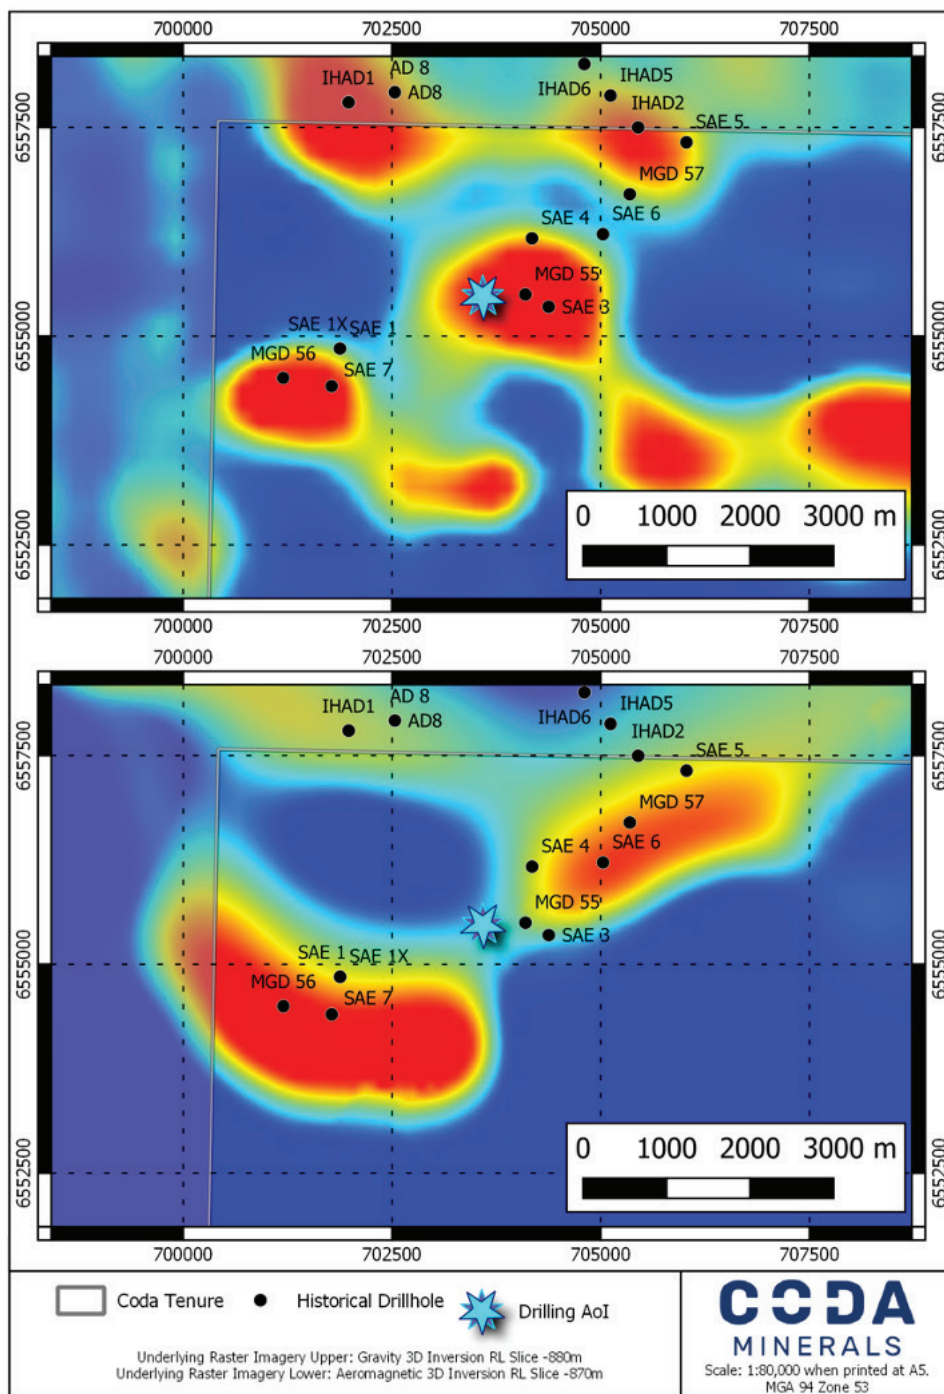 700000 702500 705000 707500
AD 8
IHAD1 AD8 IHAD6 IHAD5
IHAD2
6557500 SAE 5 6557500
MGD 57
SAE 4 SAE 6
MGD 55
SAE 3
6555000 SAE 1X SAE 1 6555000
MGD 56 SAE 7
0 1000 2000 3000 m
6552500 6552500
700000 702500 705000 707500
700000 702500 705000 707500
AD 8
IHAD1 AD8 IHAD6 IHAD5
IHAD2
6557500 SAE 5 6557500
MGD 57
SAE 4 SAE 6
MGD 55
SAE 3
6555000 SAE 1 SAE 1X 6555000
MGD 56 SAE 7
0 1000 2000 3000 m
6552500 6552500
700000 702500 705000 707500
Coda Tenure Historical Drillhole Drilling AoI
Underlying Raster Imagery Upper: Gravity 3D Inversion RL Slice -880m
Underlying Raster Imagery Lower: Aeromagnetic 3D Inversion RL Slice -870m
CODA
MINERALS
Scale: 1:80,000 when printed at A5.
MGA 94 Zone 53